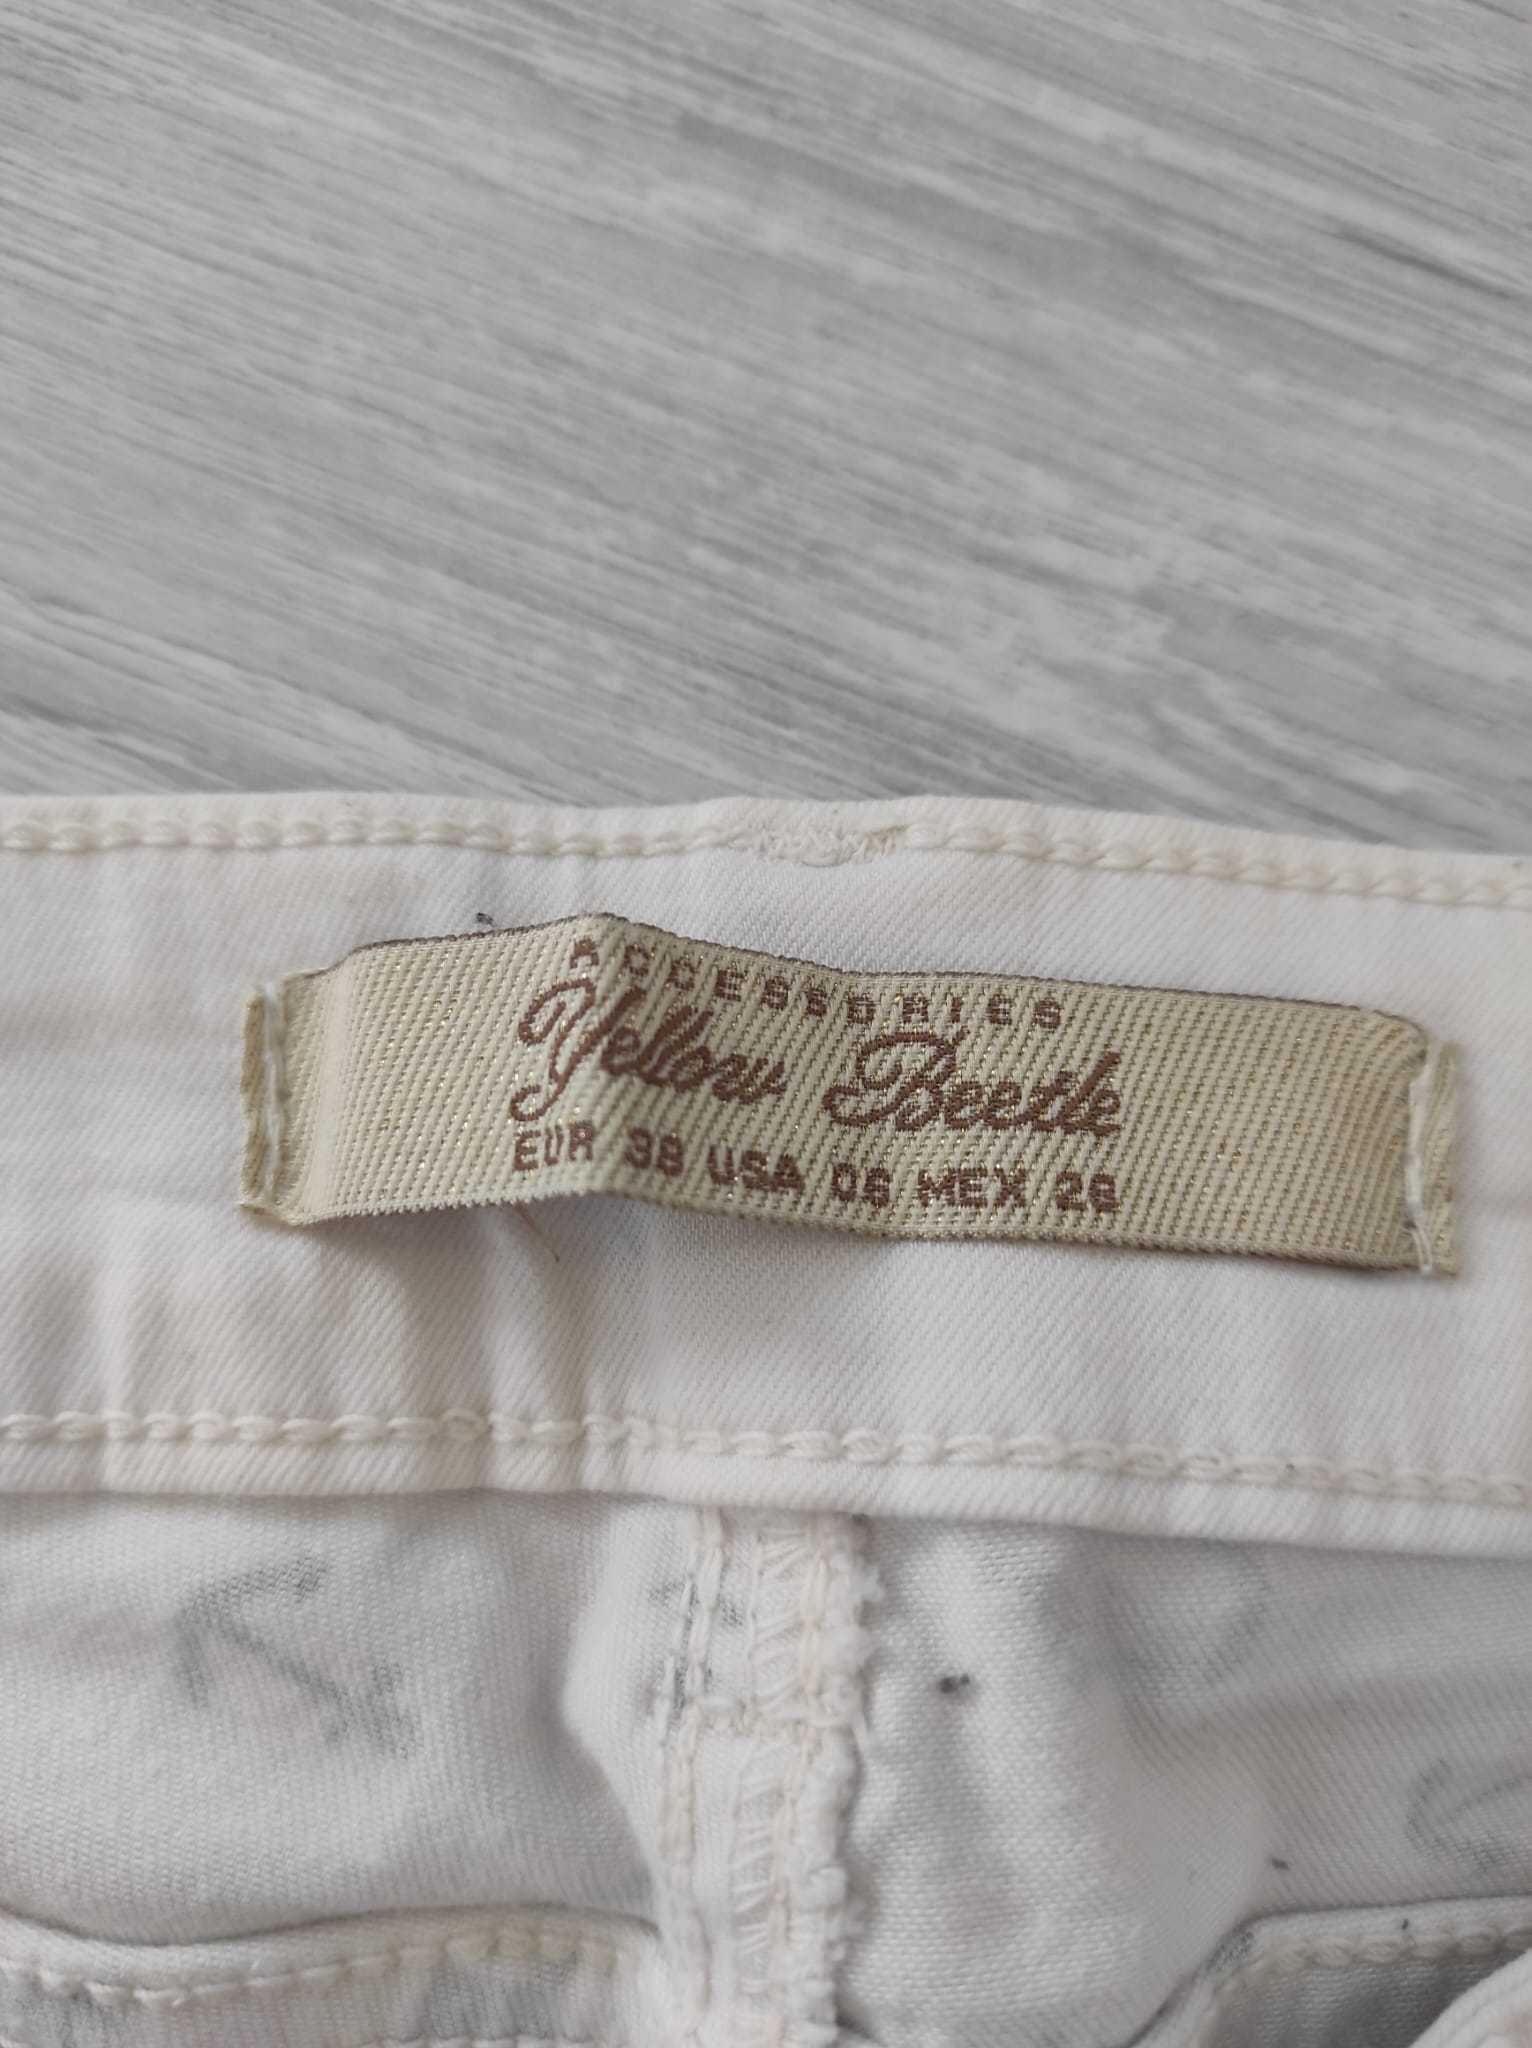 ACCESSORIES
Yellow Beetle
EUR 38 USA 06 MEX 28